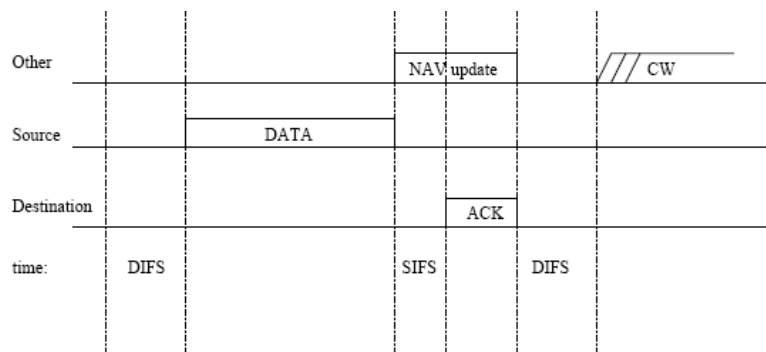 Other
NAV update
CW
Source
DATA
Destination
ACK
time:
DIFS
SIFS
DIFS